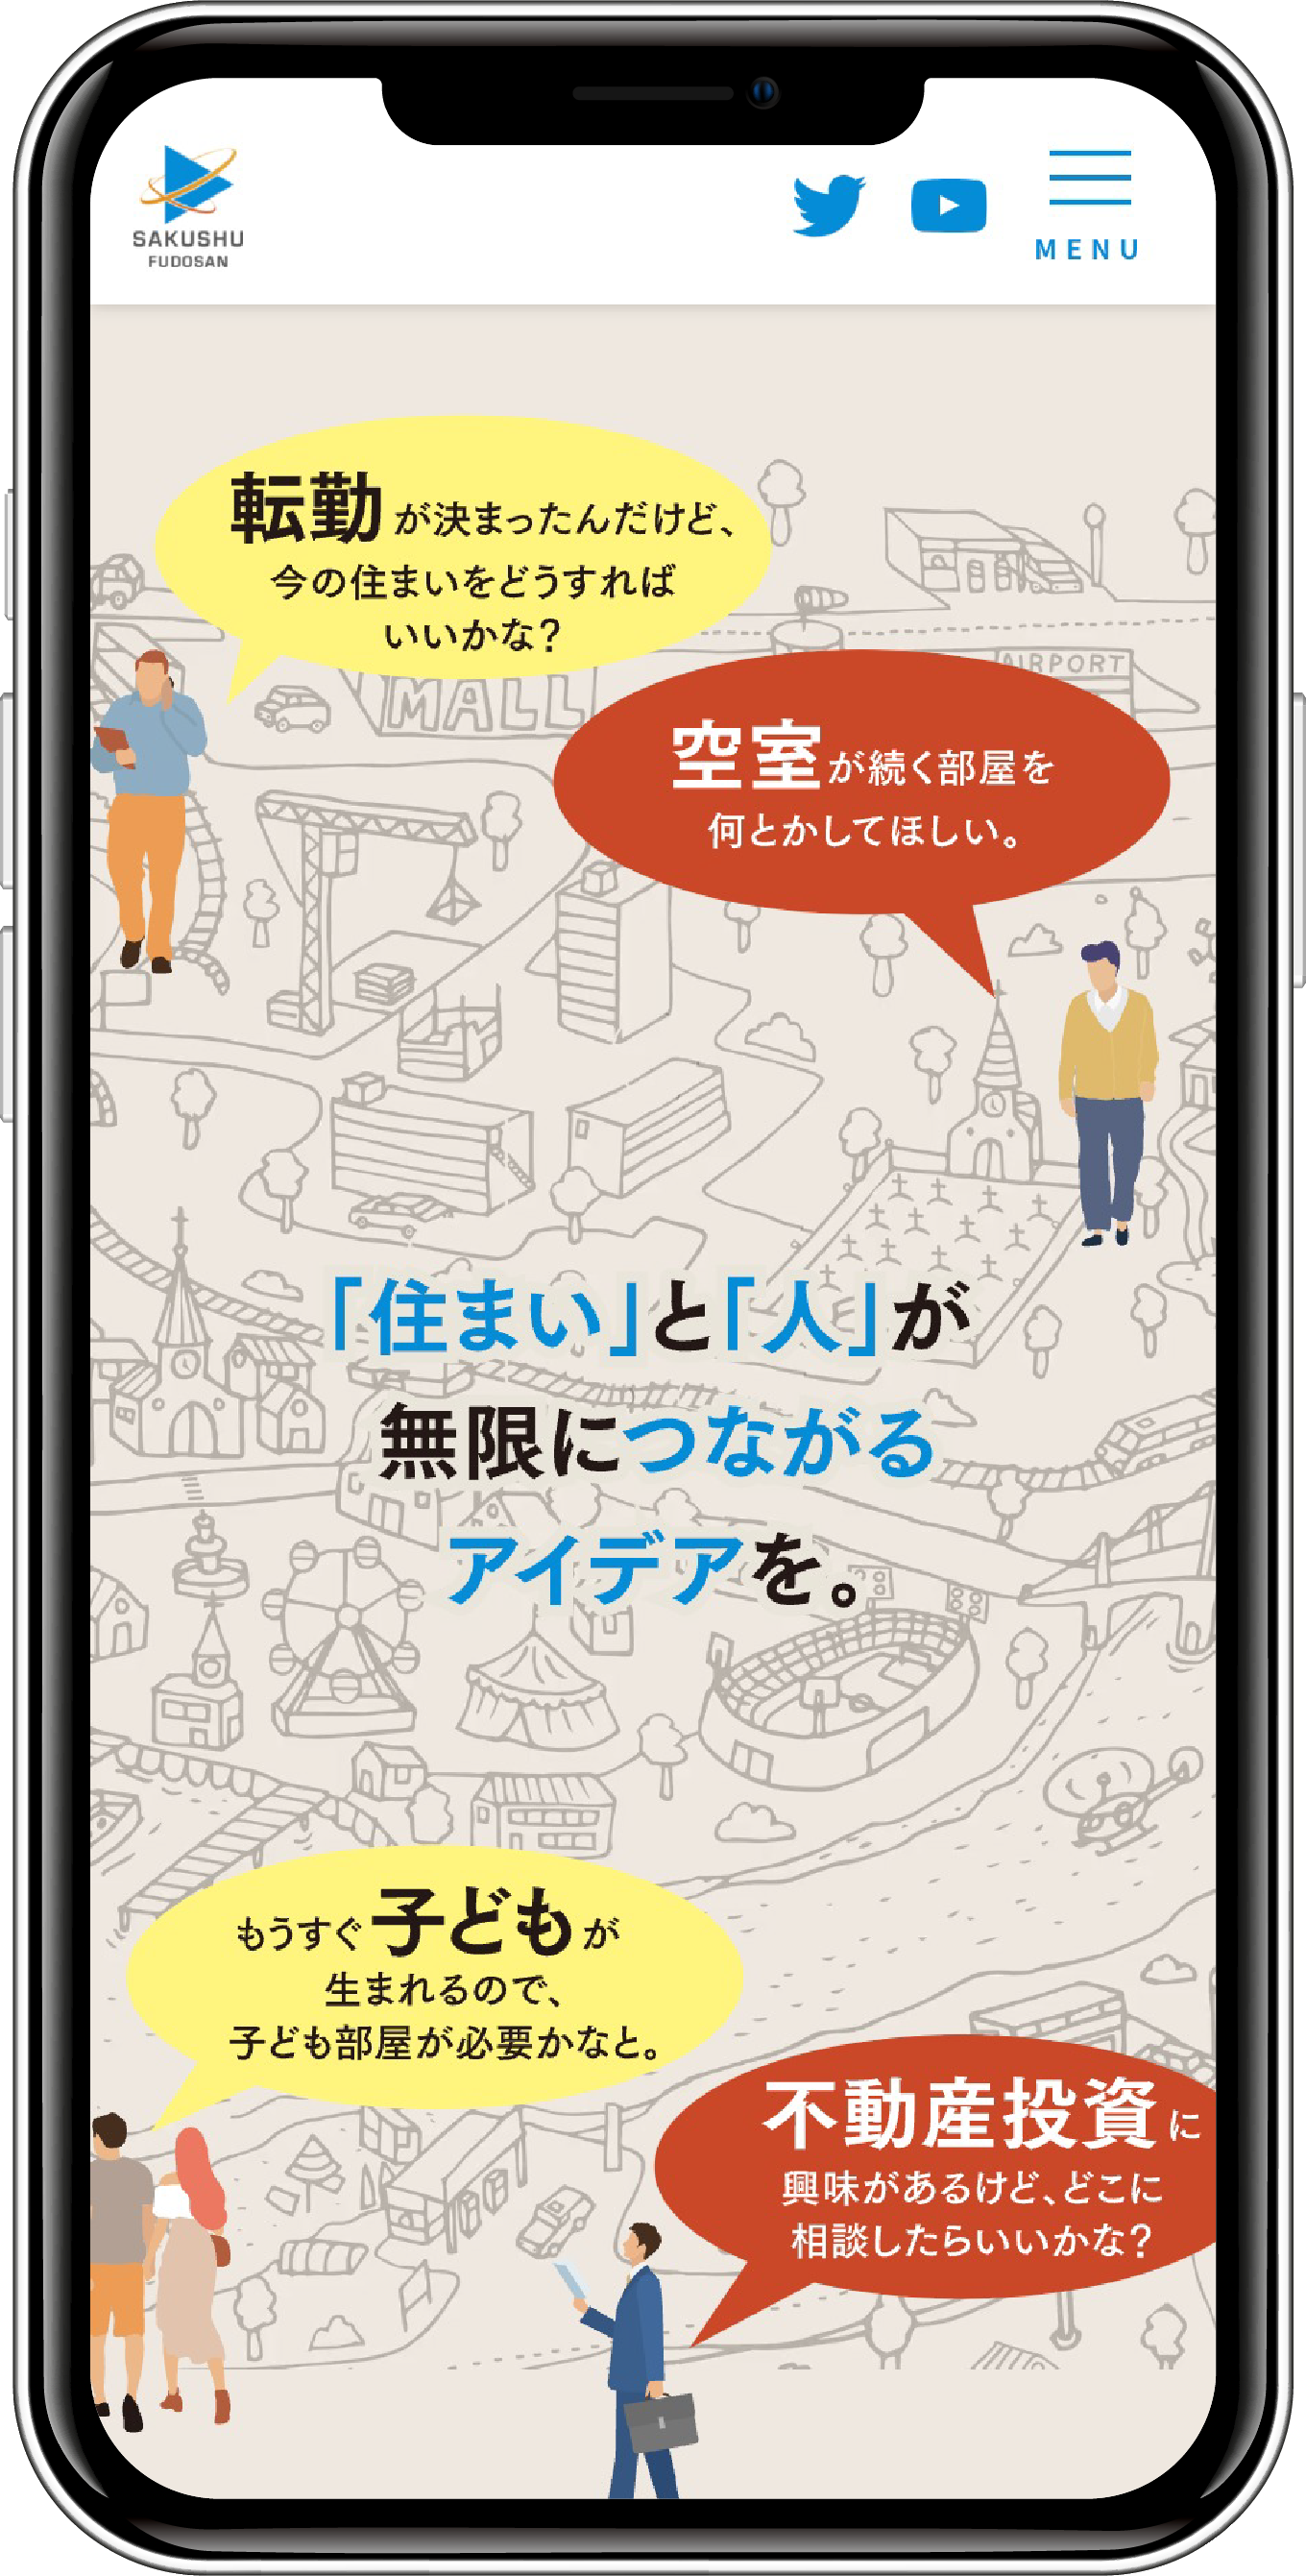 SAKUSHU
FUDOSAN
MENU
転勤が決まったんだけど、
今の住まいをどうすれば
いいかな?
MALL
AIRPORT
空室が続く部屋を
何とかしてほしい。
「住まい」と「人」が
無限につながる
アイデアを。
もうすぐ子どもが
生まれるので、
子ども部屋が必要かなと。
不動産投資に
興味があるけど、どこに
相談したらいいかな?